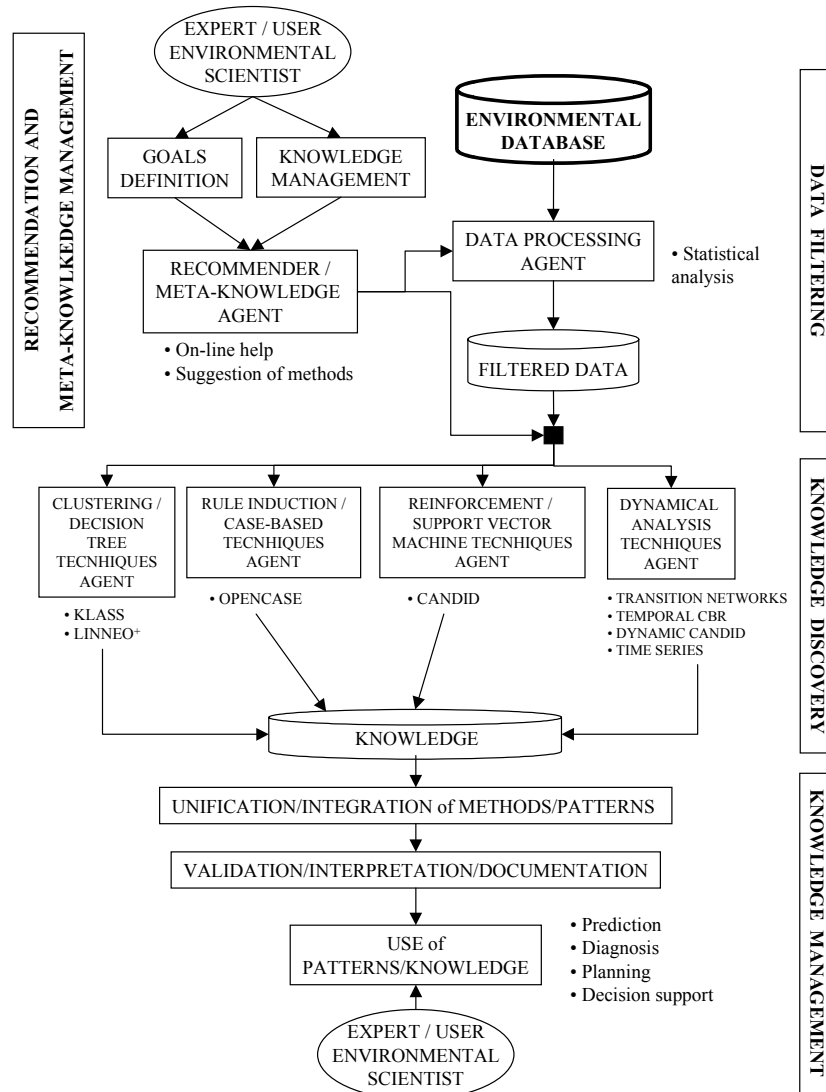 RECOMMENDATION AND
META-KNOWLKEDGE MANAGEMENT
EXPERT / USER
ENVIRONMENTAL
SCIENTIST
GOALS
DEFINITION
KNOWLEDGE
MANAGEMENT
RECOMMENDER /
META-KNOWLEDGE
AGENT
• On-line help
• Suggestion of methods
ENVIRONMENTAL
DATABASE
DATA PROCESSING
AGENT
• Statistical
analysis
FILTERED DATA
DATA FILTERING
CLUSTERING /
DECISION
TREE
TECNHIQUES
AGENT
• KLASS
• LINNEO⁺
RULE INDUCTION /
CASE-BASED
TECNHIQUES
AGENT
• OPENCASE
REINFORCEMENT /
SUPPORT VECTOR
MACHINE TECNHIQUES
AGENT
• CANDID
DYNAMICAL
ANALYSIS
TECNHIQUES
AGENT
• TRANSITION NETWORKS
• TEMPORAL CBR
• DYNAMIC CANDID
• TIME SERIES
KNOWLEDGE DISCOVERY
KNOWLEDGE
UNIFICATION/INTEGRATION of METHODS/PATTERNS
VALIDATION/INTERPRETATION/DOCUMENTATION
USE of
PATTERNS/KNOWLEDGE
• Prediction
• Diagnosis
• Planning
• Decision support
EXPERT / USER
ENVIRONMENTAL
SCIENTIST
KNOWLEDGE MANAGEMENT